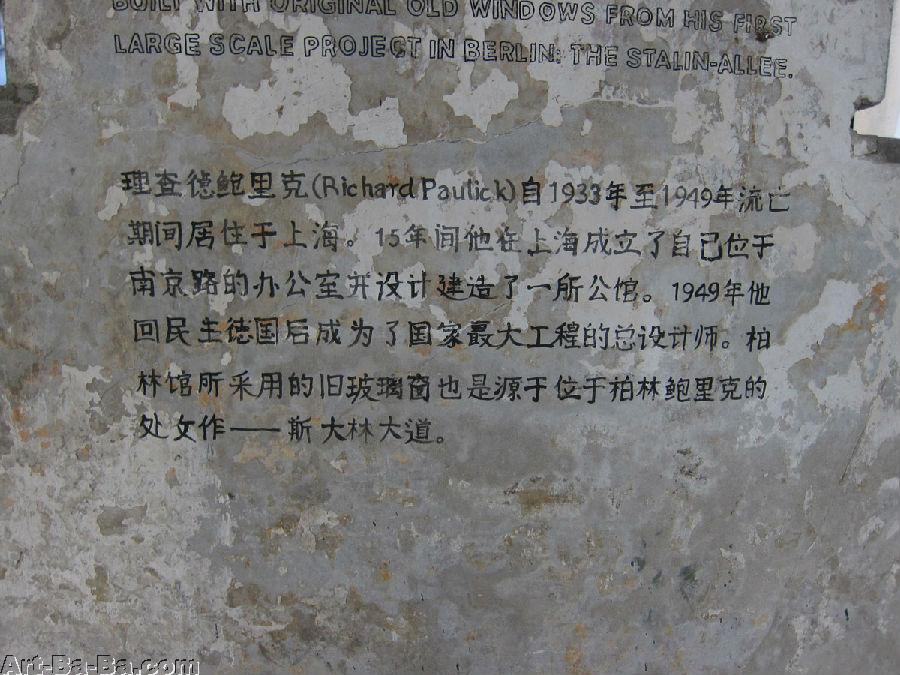 BUILT WITH ORIGINAL OLD WINDOWS FROM HIS FIRST
LARGE SCALE PROJECT IN BERLIN: THE STALIN-ALLEE.
理查德鲍里克(Richard Paulick)自1933年至1949年流亡
期间居住于上海。15年间他在上海成立了自己位于
南京路的办公室并设计建造了一所公馆。1949年他
回民主德国后成为了国家最大工程的总设计师。柏
林馆所采用的旧玻璃窗也是源于位于柏林鲍里克的
处女作——斯大林大道。
Art-Ba-Ba.com